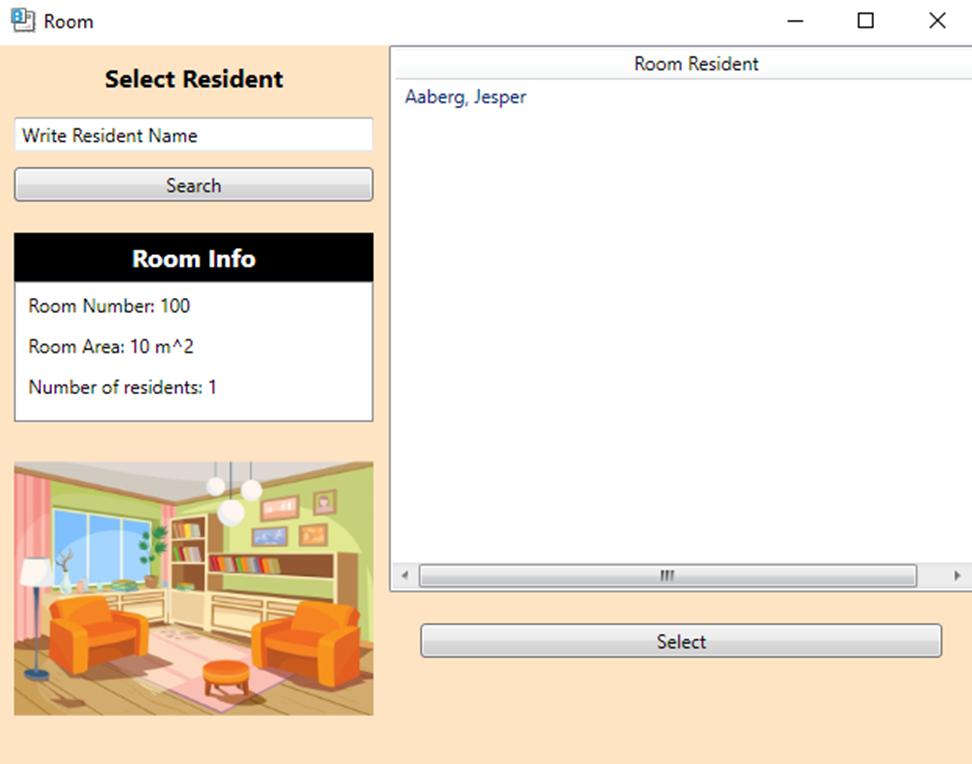 Room
Select Resident
Write Resident Name
Search
Room Info
Room Number: 100
Room Area: 10 m^2
Number of residents: 1
Room Resident
Aaberg, Jesper
Select